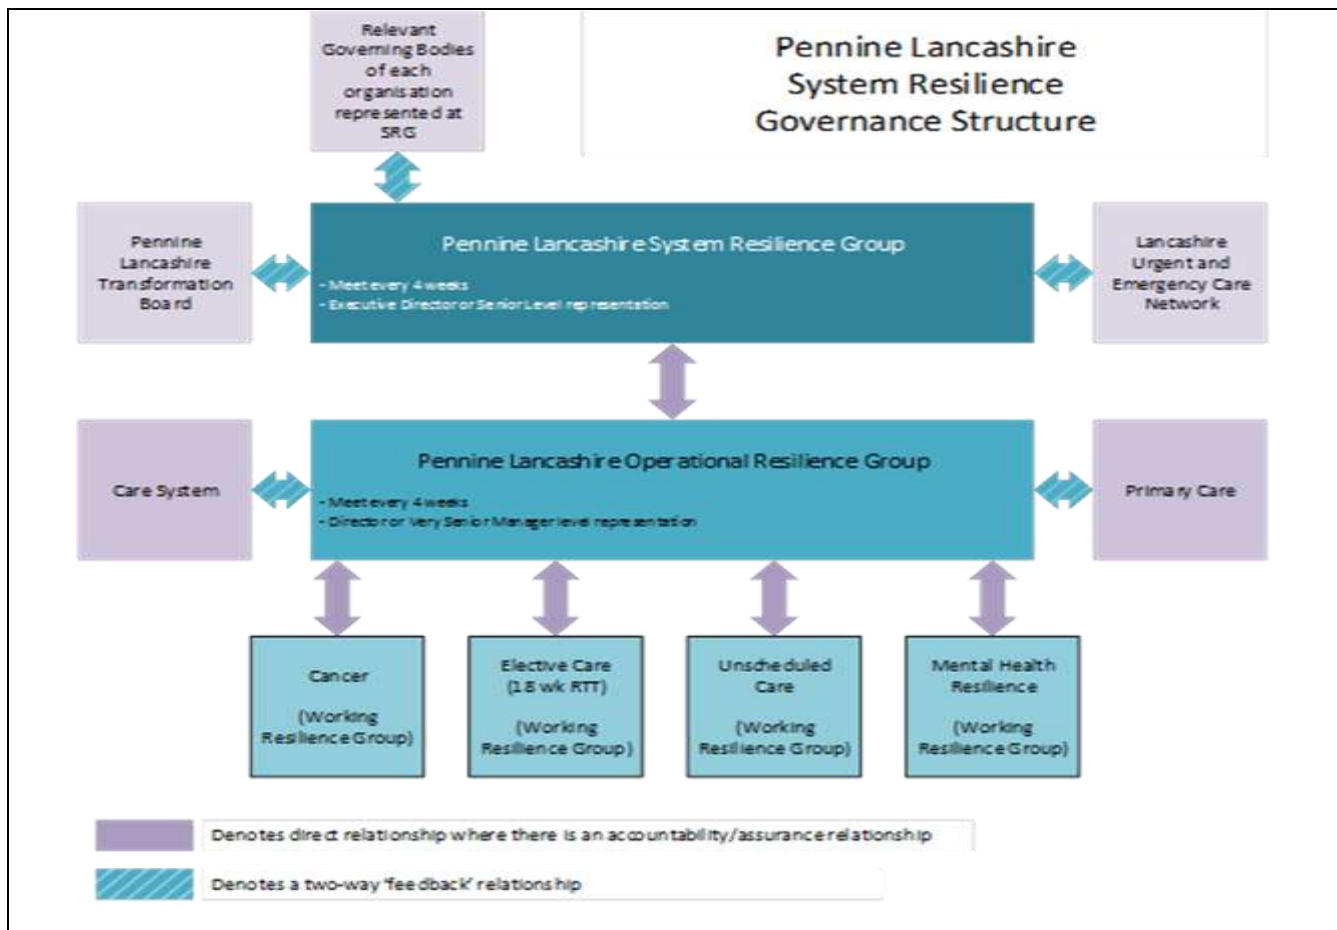 Relevant
Governing Bodies
of each
organisation
represented at
SRG
Pennine Lancashire
System Resilience
Governance Structure
Pennine
Lancashire
Transformation
Board
Pennine Lancashire System Resilience Group
- Meet every 4 weeks
- Executive Director or Senior Level representation
Lancashire
Urgent and
Emergency Care
Network
Care System
Pennine Lancashire Operational Resilience Group
- Meet every 4 weeks
- Director or Very Senior Manager level representation
Primary Care
Cancer
(Working
Resilience Group)
Elective Care
(18 wk RTT)
(Working
Resilience Group)
Unscheduled
Care
(Working
Resilience Group)
Mental Health
Resilience
(Working
Resilience Group)
Denotes direct relationship where there is an accountability/assurance relationship
Denotes a two-way 'feedback' relationship